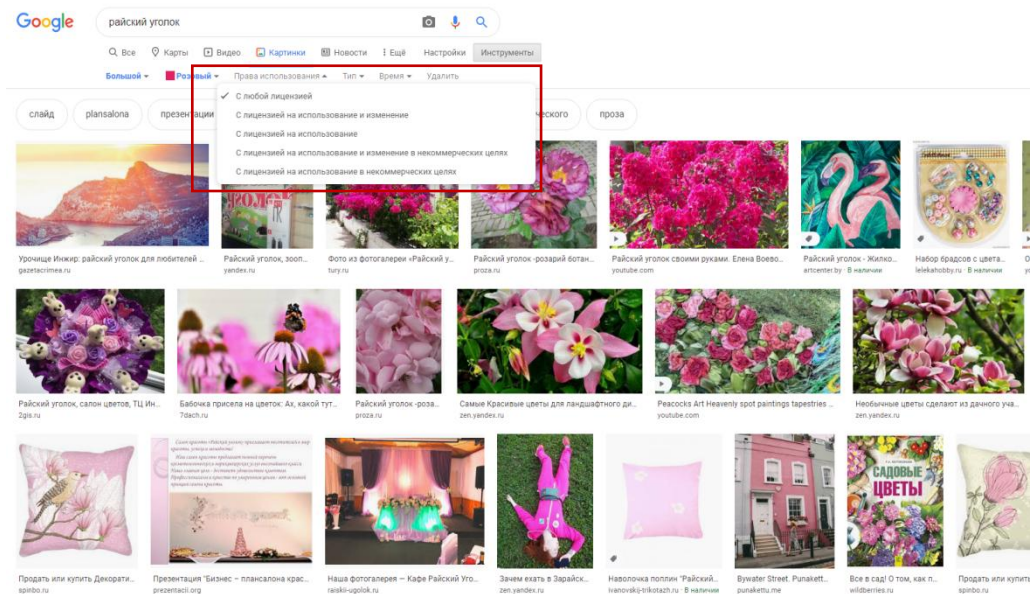 Google
райский уголок
Все Карты Видео Картинки Новости Ещё Настройки Инструменты
Большой Розовый Права использования Тип Время Удалить
С любой лицензией
С лицензией на использование и изменение
С лицензией на использование
С лицензией на использование и изменение в некоммерческих целях
С лицензией на использование в некоммерческих целях
слайд plansalona презентации ческого проза
Урочище Инжир: райский уголок для любителей ...
gazetacrimea.ru
Райский уголок, зооп...
yandex.ru
Фото из фотогалереи «Райский у...
tury.ru
Райский уголок -розарий ботан...
proza.ru
Райский уголок своими руками. Елена Воево...
youtube.com
Райский уголок - Жилко...
artcenter.by · В наличии
Набор брадсов с цвета...
lelekahobby.ru · В наличии
Райский уголок, салон цветов, ТЦ Ин...
2gis.ru
Бабочка присела на цветок: Ах, какой тут...
7dach.ru
Райский уголок -роза...
proza.ru
Самые Красивые цветы для ландшафтного ди...
zen.yandex.ru
Peacocks Art Heavenly spot paintings tapestries ...
youtube.com
Необычные цветы сделают из дачного уча...
zen.yandex.ru
САДОВЫЕ
ЦВЕТЫ
Продать или купить Декорати...
spinbo.ru
Презентация "Бизнес – плансалона крас...
prezentacii.org
Наша фотогалерея — Кафе Райский Уго...
raiskii-ugolok.ru
Зачем ехать в Зарайск...
zen.yandex.ru
Наволочка поплин "Райский...
ivanovskij-trikotazh.ru · В наличии
Bywater Street. Punakett...
punakettu.me
Все в сад! О том, как п...
wildberries.ru
Продать или купить
spinbo.ru